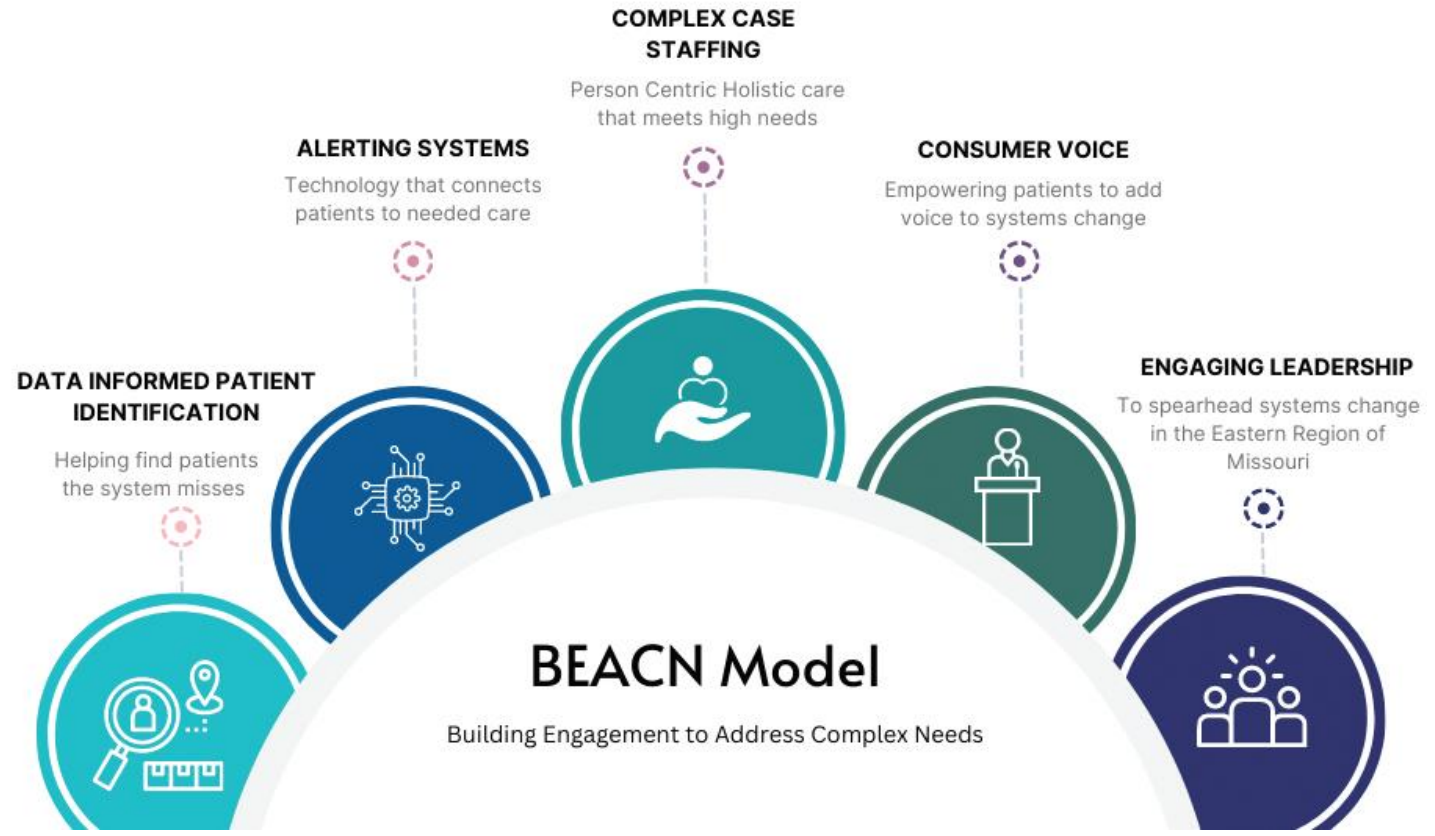 COMPLEX CASE
STAFFING
Person Centric Holistic care
that meets high needs
ALERTING SYSTEMS
Technology that connects
patients to needed care
CONSUMER VOICE
Empowering patients to add
voice to systems change
DATA INFORMED PATIENT
IDENTIFICATION
Helping find patients
the system misses
ENGAGING LEADERSHIP
To spearhead systems change
in the Eastern Region of
Missouri
BEACN Model
Building Engagement to Address Complex Needs